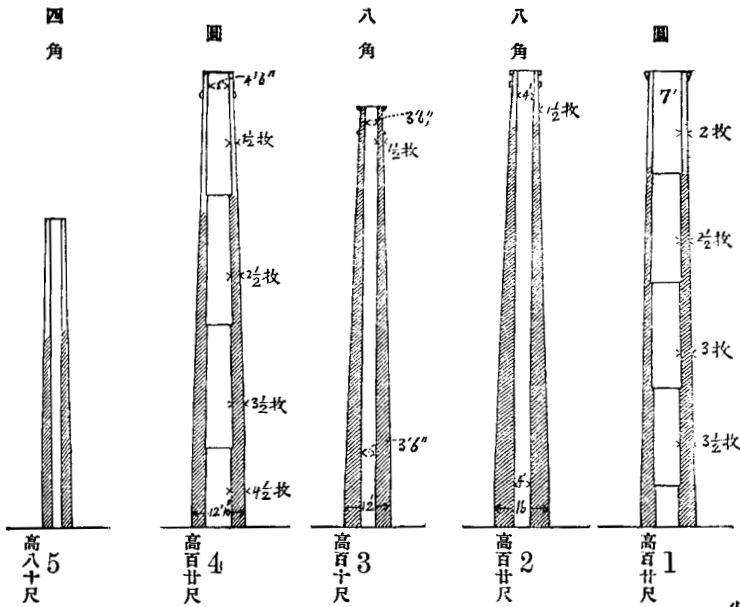 圓
7'
2枚
2½枚
3枚
3½枚
高百廿尺
1
八角
4'
1½枚
4'
16
高百廿尺
2
八角
3'6"
1½枚
3'6"
12'
高百十尺
3
圓
4'6"
1½枚
2½枚
3½枚
4½枚
高百廿尺
4
四角
高八十尺
5